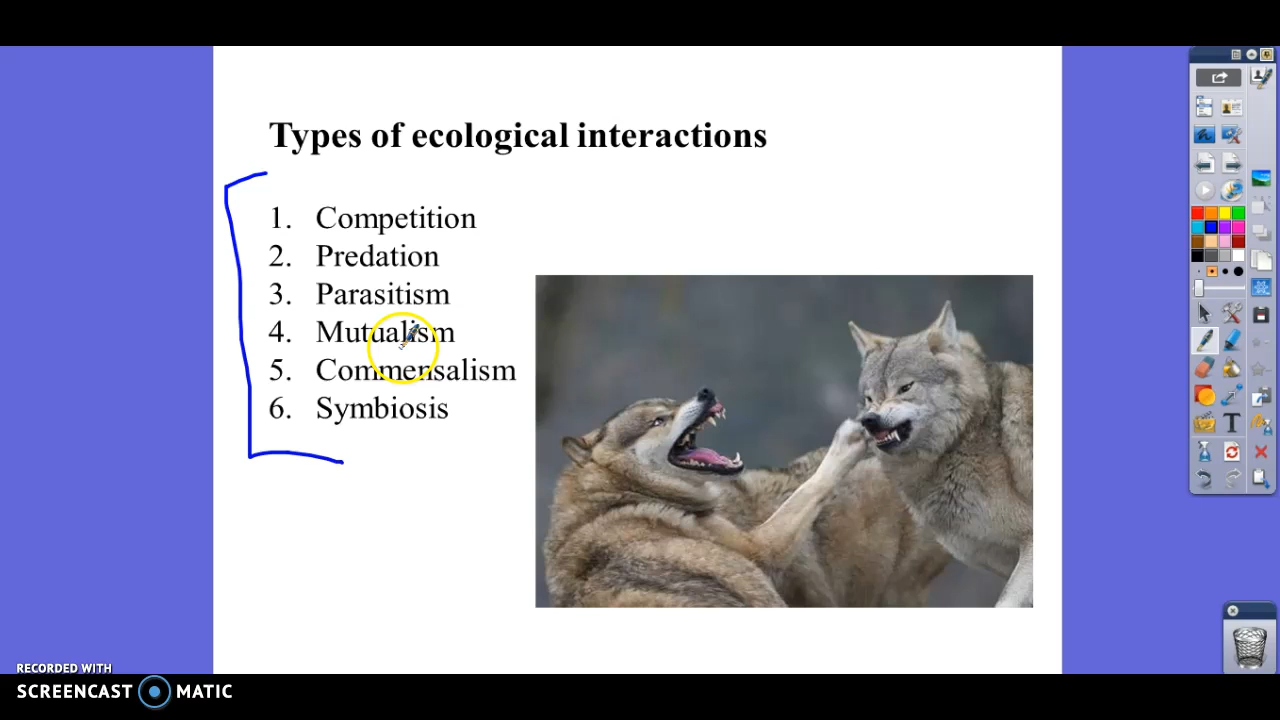 Types of ecological interactions
1. Competition
2. Predation
3. Parasitism
4. Mutualism
5. Commensalism
6. Symbiosis
T
RECORDED WITH
SCREENCAST MATIC